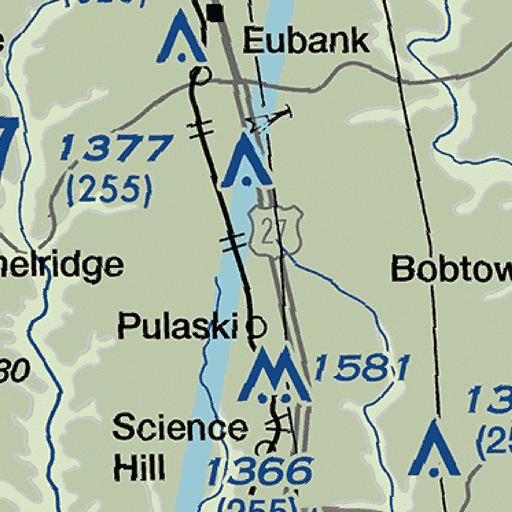 Eubank
1377
(255)
27
Bobtow
Pulaski
1581
Science
Hill
1366
(255)